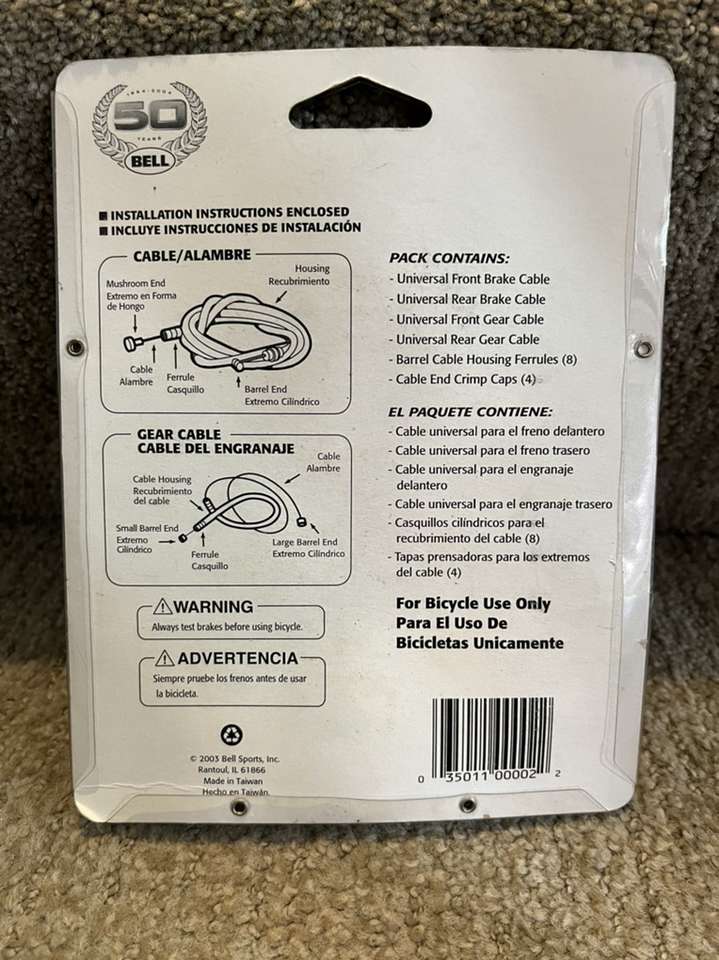 1954-2004
50
YEARS
BELL
■ INSTALLATION INSTRUCTIONS ENCLOSED
■ INCLUYE INSTRUCCIONES DE INSTALACIÓN
CABLE/ALAMBRE
Mushroom End
Extremo en Forma
de Hongo
Housing
Recubrimiento
Cable
Alambre
Ferrule
Casquillo
Barrel End
Extremo Cilíndrico
GEAR CABLE
CABLE DEL ENGRANAJE
Cable
Alambre
Cable Housing
Recubrimiento
del cable
Small Barrel End
Extremo
Cilíndrico
Ferrule
Casquillo
Large Barrel End
Extremo Cilíndrico
⚠WARNING
Always test brakes before using bicycle.
⚠ADVERTENCIA
Siempre pruebe los frenos antes de usar
la bicicleta.
© 2003 Bell Sports, Inc.
Rantoul, IL 61866
Made in Taiwan
Hecho en Taiwán.
PACK CONTAINS:
- Universal Front Brake Cable
- Universal Rear Brake Cable
- Universal Front Gear Cable
- Universal Rear Gear Cable
- Barrel Cable Housing Ferrules (8)
- Cable End Crimp Caps (4)
EL PAQUETE CONTIENE:
- Cable universal para el freno delantero
- Cable universal para el freno trasero
- Cable universal para el engranaje
delantero
- Cable universal para el engranaje trasero
- Casquillos cilíndricos para el
recubrimiento del cable (8)
- Tapas prensadoras para los extremos
del cable (4)
For Bicycle Use Only
Para El Uso De
Bicicletas Unicamente
0 35011 00002 2